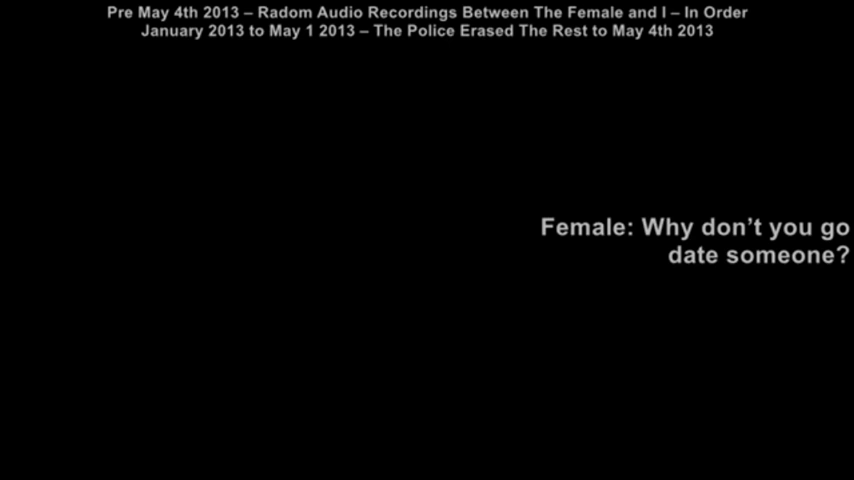 Pre May 4th 2013 – Radom Audio Recordings Between The Female and I – In Order
January 2013 to May 1 2013 – The Police Erased The Rest to May 4th 2013
Female: Why don’t you go
date someone?